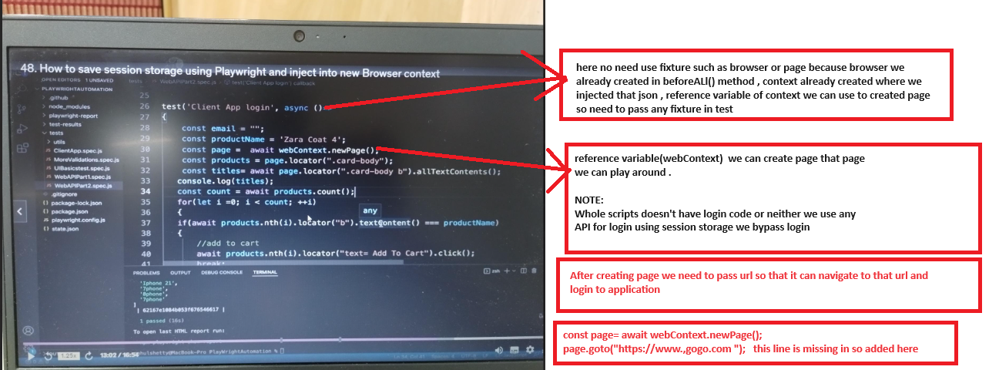 48. How to save session storage using Playwright and inject into new Browser context
OPEN EDITORS 1 UNSAVED
tests
WebAPIPart2.spec.js
test('Client App login') callback
PLAYWRIGHTAUTOMATION
.github
node_modules
playwright-report
test-results
tests
utils
JS ClientApp.spec.js
JS MoreValidations.spec.js
JS UIBasicstest.spec.js
JS WebAPIPart1.spec.js
JS WebAPIPart2.spec.js
.gitignore
{} package-lock.json
{} package.json
JS playwright.config.js
{} state.json
25
26 test('Client App login', async ()=>
27 {
28 const email = "";
29 const productName = 'Zara Coat 4';
30 const page = await webContext.newPage();
31 const products = page.locator(".card-body");
32 const titles= await page.locator(".card-body b").allTextContents();
33 console.log(titles);
34 const count = await products.count();
35 for(let i =0; i < count; ++i)
36 {
any
37 if(await products.nth(i).locator("b").textContent() === productName)
38 {
39 //add to cart
40 await products.nth(i).locator("text= Add To Cart").click();
41 break;
PROBLEMS OUTPUT DEBUG CONSOLE TERMINAL
zsh
'Iphone 21',
'7phone',
'8phone',
'7phone'
]
| 62167e1084b053f676546617 |
1 passed (16s)
To open last HTML report run:
1.25x
13:02 / 16:54
hulshetty@MacBook-Pro PlayWrightAutomation %
here no need use fixture such as browser or page because browser we
already created in beforeALl() method , context already created where we
injected that json , reference variable of context we can use to created page
so need to pass any fixture in test
reference variable(webContext) we can create page that page
we can play around .
NOTE:
Whole scripts doesn't have login code or neither we use any
API for login using session storage we bypass login
After creating page we need to pass url so that it can navigate to that url and
login to application
const page= await webContext.newPage();
page.goto("https://www.,gogo.com "); this line is missing in so added here